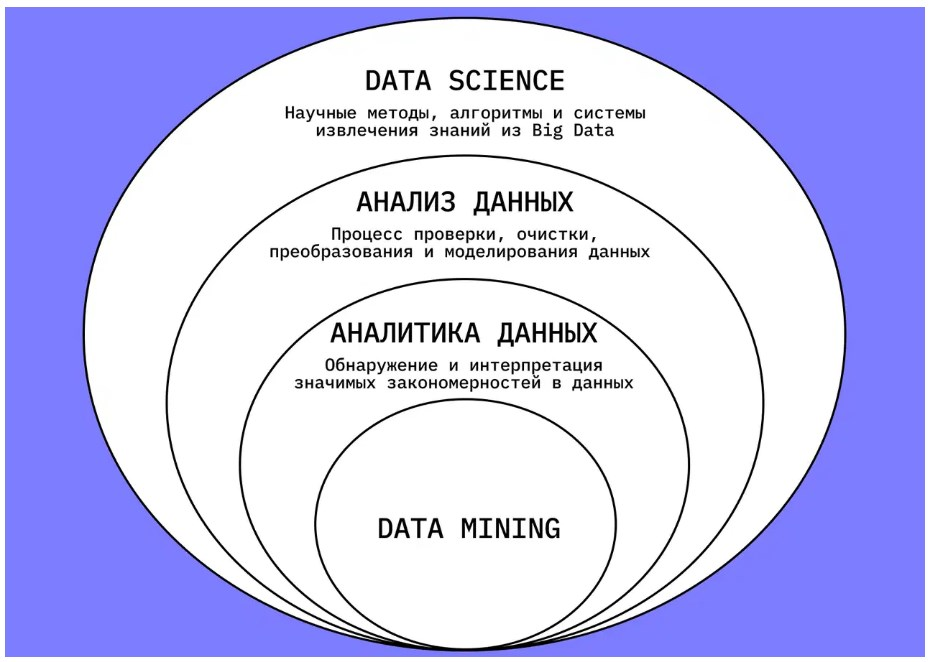 DATA SCIENCE
Научные методы, алгоритмы и системы
извлечения знаний из Big Data
АНАЛИЗ ДАННЫХ
Процесс проверки, очистки,
преобразования и моделирования данных
АНАЛИТИКА ДАННЫХ
Обнаружение и интерпретация
значимых закономерностей в данных
DATA MINING